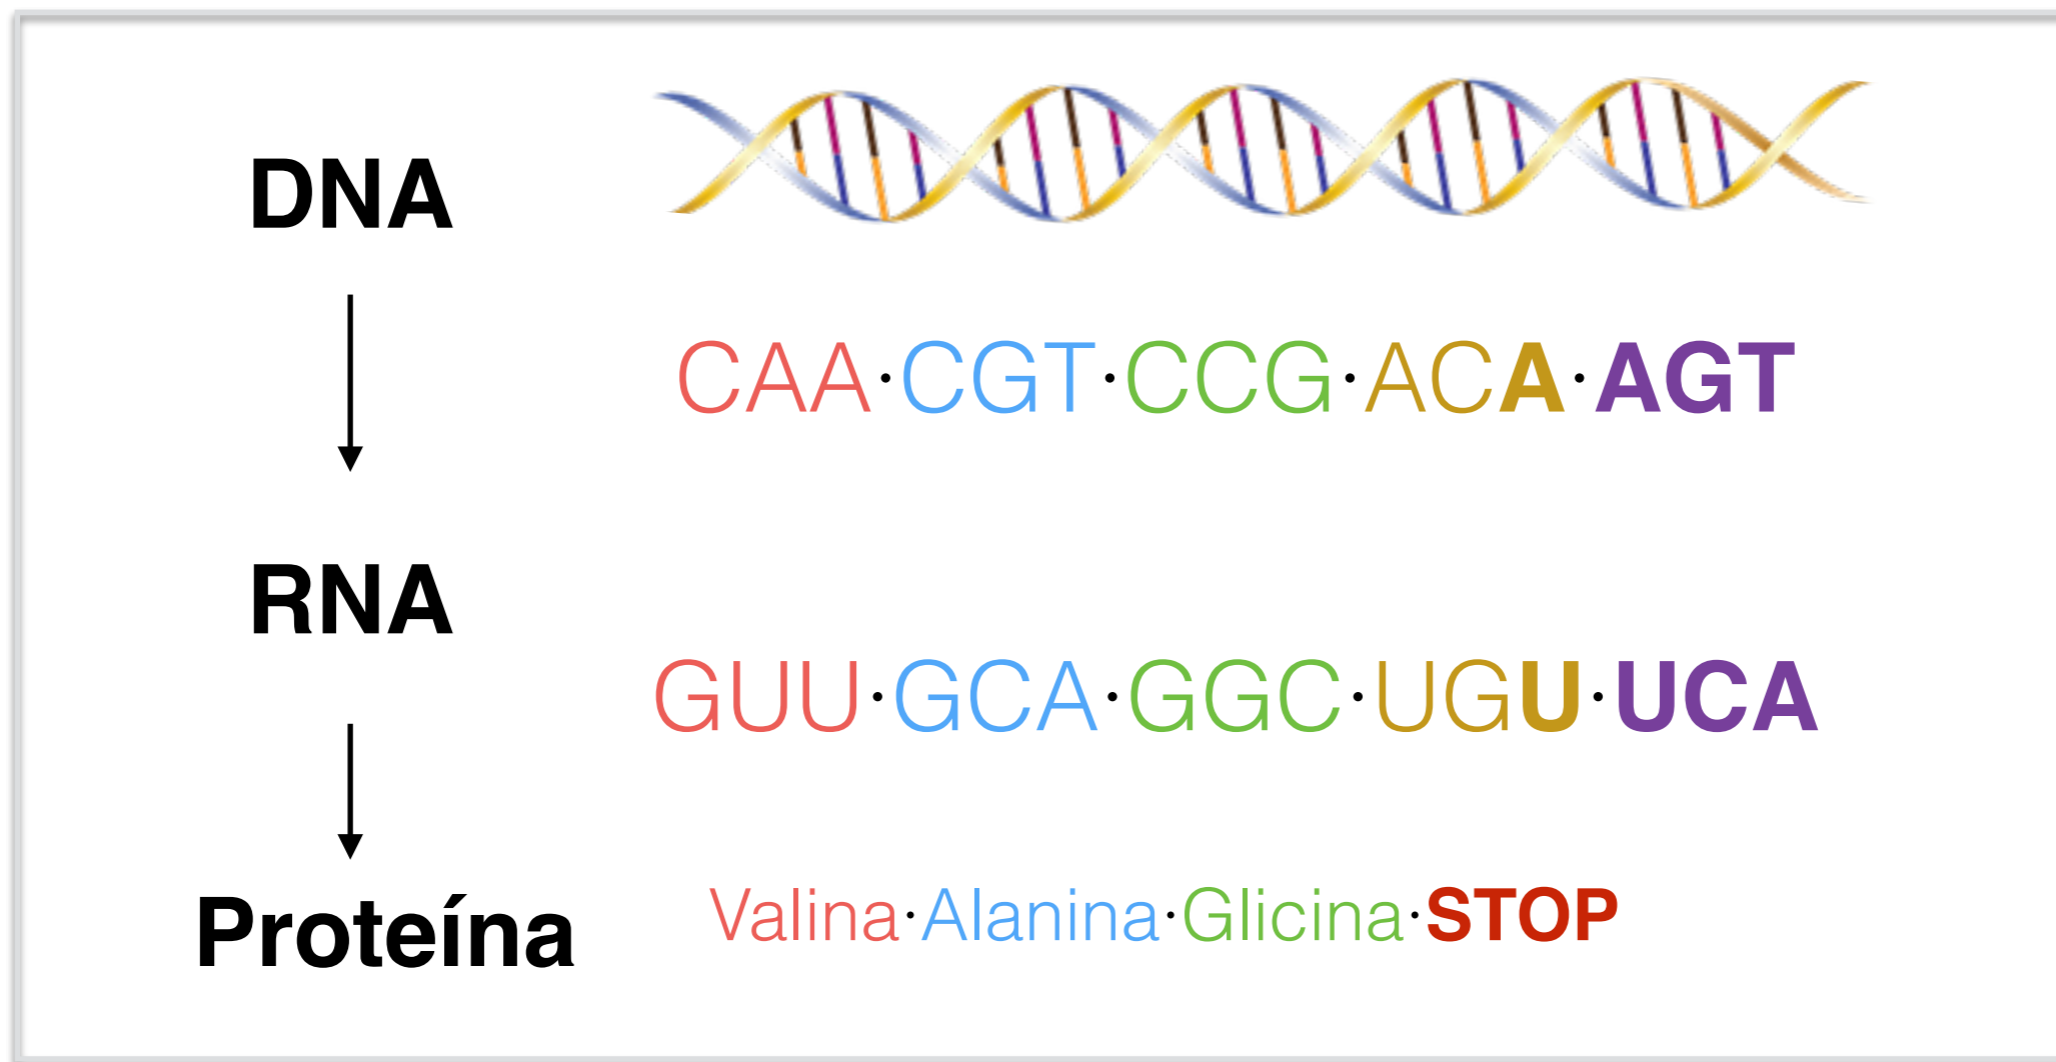 DNA
CAA·CGT·CCG·ACA·AGT
RNA
GUU·GCA·GGC·UGU·UCA
Proteína
Valina·Alanina·Glicina·STOP